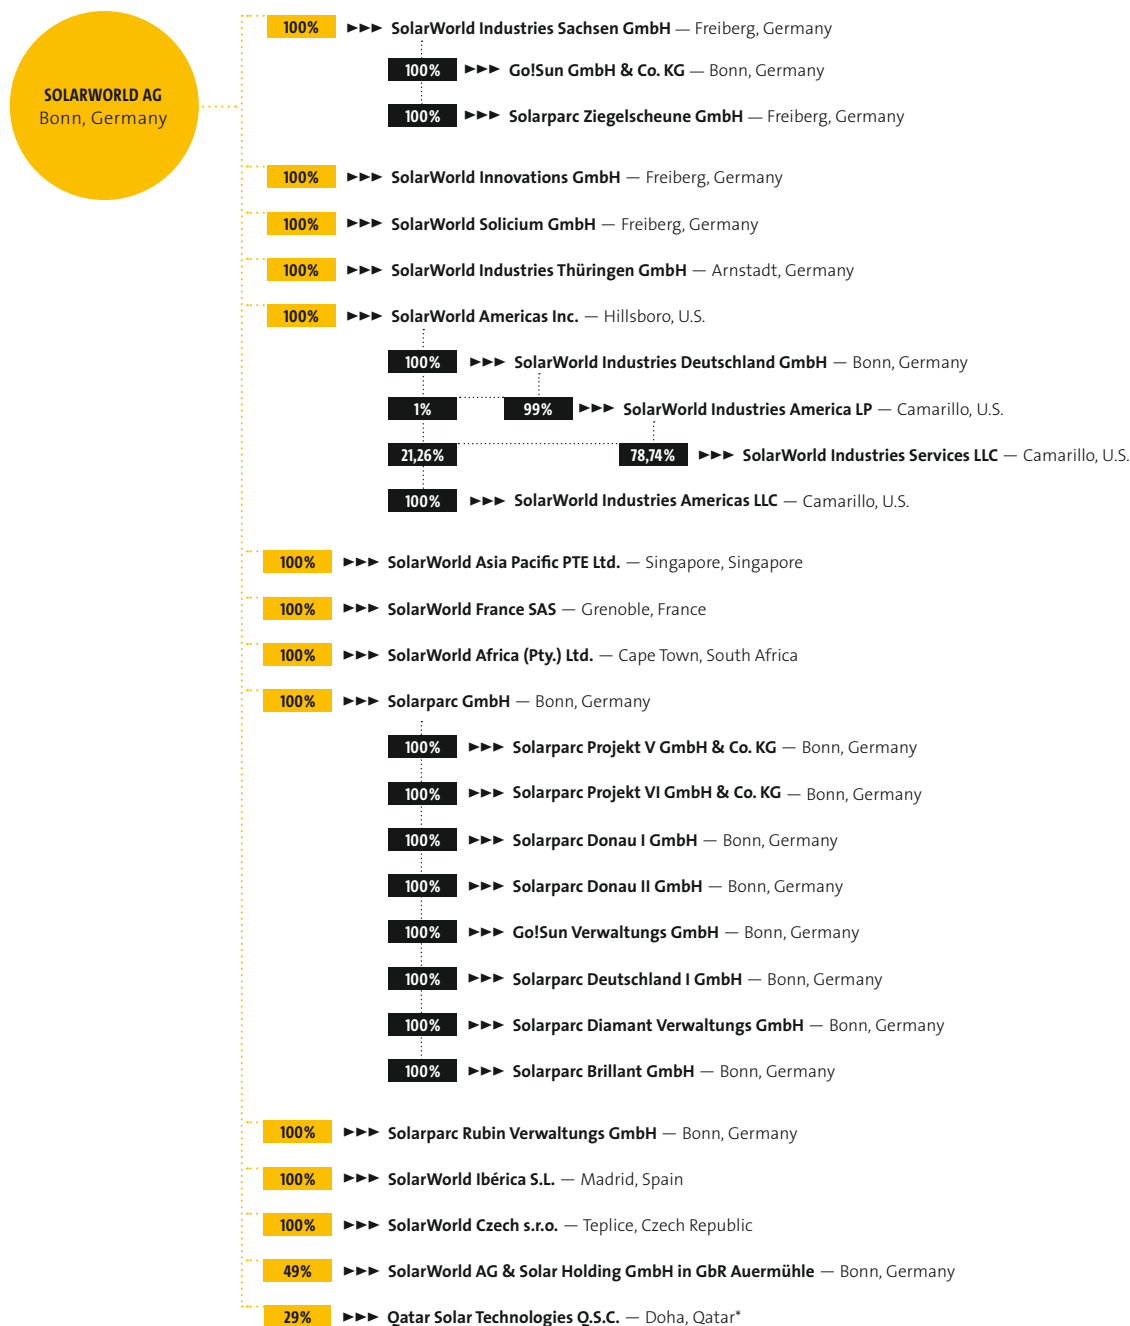 SOLARWORLD AG
Bonn, Germany
100% ►►► SolarWorld Industries Sachsen GmbH — Freiberg, Germany
100% ►►► Go!Sun GmbH & Co. KG — Bonn, Germany
100% ►►► Solarparc Ziegelscheune GmbH — Freiberg, Germany
100% ►►► SolarWorld Innovations GmbH — Freiberg, Germany
100% ►►► SolarWorld Solicium GmbH — Freiberg, Germany
100% ►►► SolarWorld Industries Thüringen GmbH — Arnstadt, Germany
100% ►►► SolarWorld Americas Inc. — Hillsboro, U.S.
100% ►►► SolarWorld Industries Deutschland GmbH — Bonn, Germany
1% 99% ►►► SolarWorld Industries America LP — Camarillo, U.S.
21,26% 78,74% ►►► SolarWorld Industries Services LLC — Camarillo, U.S.
100% ►►► SolarWorld Industries Americas LLC — Camarillo, U.S.
100% ►►► SolarWorld Asia Pacific PTE Ltd. — Singapore, Singapore
100% ►►► SolarWorld France SAS — Grenoble, France
100% ►►► SolarWorld Africa (Pty.) Ltd. — Cape Town, South Africa
100% ►►► Solarparc GmbH — Bonn, Germany
100% ►►► Solarparc Projekt V GmbH & Co. KG — Bonn, Germany
100% ►►► Solarparc Projekt VI GmbH & Co. KG — Bonn, Germany
100% ►►► Solarparc Donau I GmbH — Bonn, Germany
100% ►►► Solarparc Donau II GmbH — Bonn, Germany
100% ►►► Go!Sun Verwaltungs GmbH — Bonn, Germany
100% ►►► Solarparc Deutschland I GmbH — Bonn, Germany
100% ►►► Solarparc Diamant Verwaltungs GmbH — Bonn, Germany
100% ►►► Solarparc Brillant GmbH — Bonn, Germany
100% ►►► Solarparc Rubin Verwaltungs GmbH — Bonn, Germany
100% ►►► SolarWorld Ibérica S.L. — Madrid, Spain
100% ►►► SolarWorld Czech s.r.o. — Teplice, Czech Republic
49% ►►► SolarWorld AG & Solar Holding GmbH in GbR Auermühle — Bonn, Germany
29% ►►► Qatar Solar Technologies Q.S.C. — Doha, Qatar*